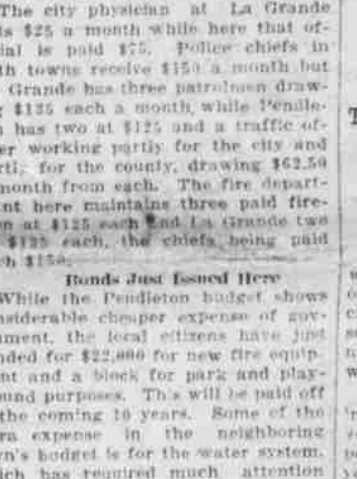 The city physician at La Grande
is $25 a month while here that of-
ial is paid $75. Police chiefs in
th towns receive $150 a month but
Grande has three patrolmen draw-
g $135 each a month, while Pendle-
n has two at $125 and a traffic of-
er working partly for the city and
rtly for the county, drawing $62.50
month from each. The fire depart-
nt here maintains three paid fire-
n at $125 each and La Grande two
$135 each, the chiefs being paid
ch $150.
Bonds Just Issued Here
While the Pendleton budget shows
nsiderable cheaper expense of gov-
nment, the local citizens have just
nded for $22,000 for new fire equip-
nt and a block for park and play-
ound purposes. This will be paid off
the coming 10 years. Some of the
expense in the neighboring
wn's budget is for the water system,
ich has required much attention